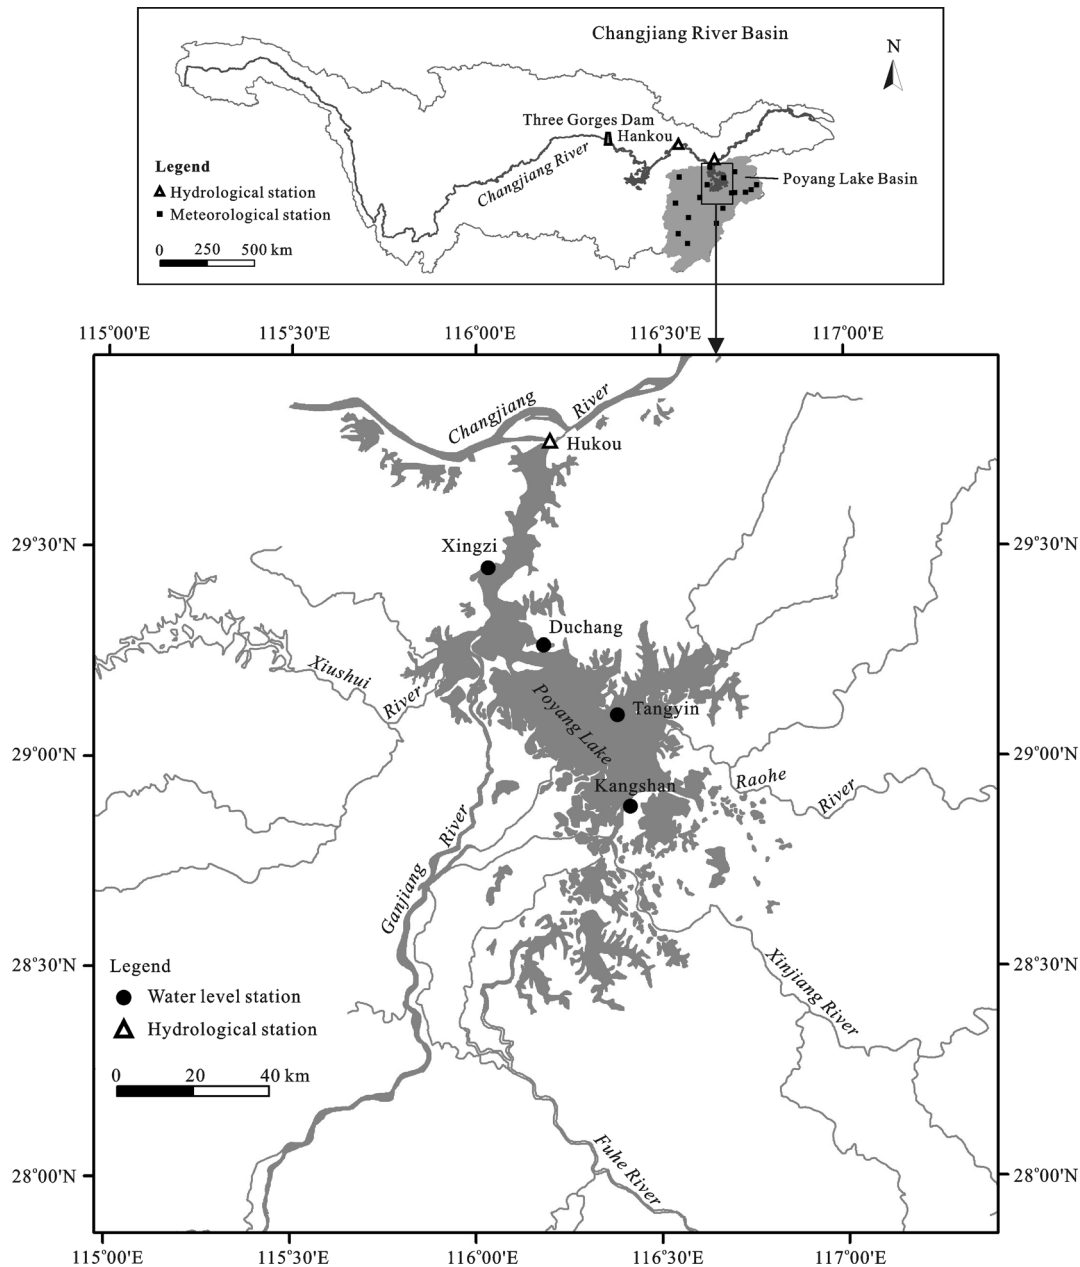 Changjiang River Basin
N
Three Gorges Dam
Hankou
Changjiang River
Poyang Lake Basin
Legend
Hydrological station
Meteorological station
0 250 500 km
115°00'E 115°30'E 116°00'E 116°30'E 117°00'E
Changjiang River
Hukou
29°30'N 29°30'N
Xingzi
Duchang
Xiushui River
Poyang Lake
Tangyin
29°00'N 29°00'N
Kangshan
Raohe River
Ganjiang River
Xinjiang River
28°30'N 28°30'N
Legend
Water level station
Hydrological station
0 20 40 km
Fuhe River
28°00'N 28°00'N
115°00'E 115°30'E 116°00'E 116°30'E 117°00'E